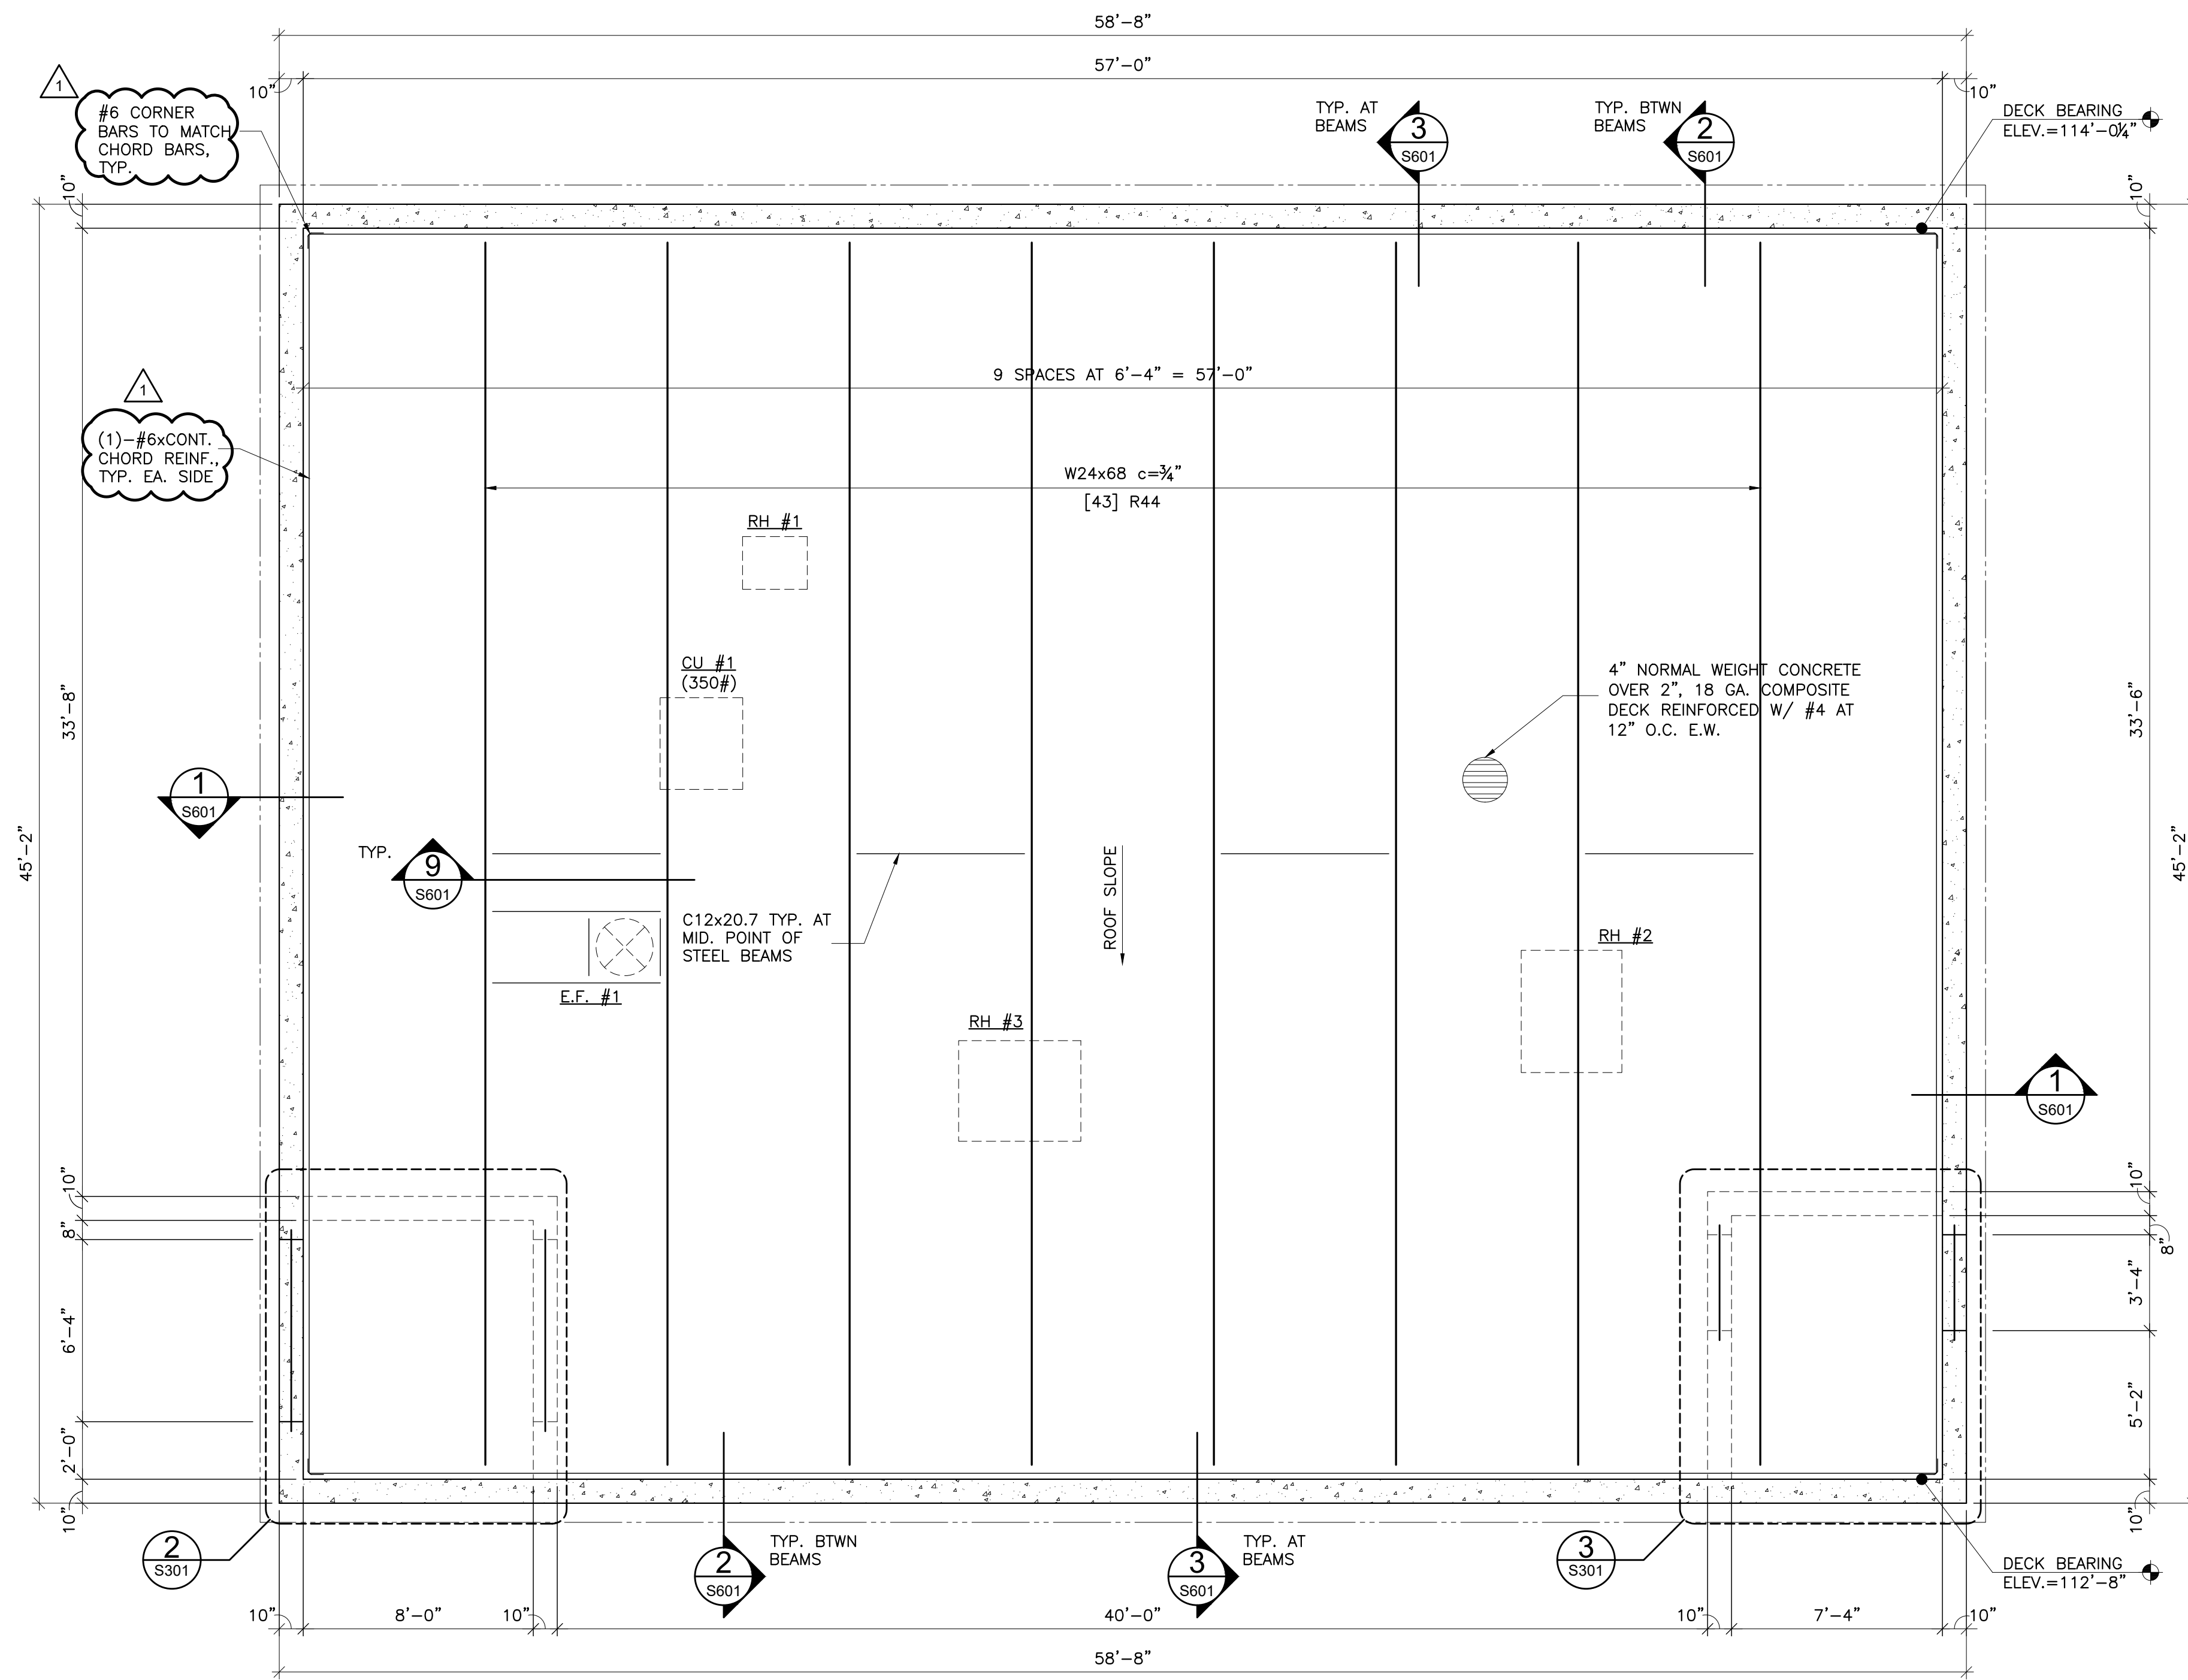 58'-8"
57'-0"
10"
10"
1
#6 CORNER
BARS TO MATCH
CHORD BARS,
TYP.
TYP. AT
BEAMS
3
S601
TYP. BTWN
BEAMS
2
S601
DECK BEARING
ELEV.=114'-0¼"
10"
10"
9 SPACES AT 6'-4" = 57'-0"
1
(1)-#6xCONT.
CHORD REINF.,
TYP. EA. SIDE
W24x68 c=¾"
[43] R44
RH #1
CU #1
(350#)
4" NORMAL WEIGHT CONCRETE
OVER 2", 18 GA. COMPOSITE
DECK REINFORCED W/ #4 AT
12" O.C. E.W.
33'-8"
33'-6"
45'-2"
45'-2"
1
S601
TYP.
9
S601
C12x20.7 TYP. AT
MID. POINT OF
STEEL BEAMS
ROOF SLOPE
E.F. #1
RH #2
RH #3
1
S601
10"
8"
6'-4"
2'-0"
10"
10"
8"
3'-4"
5'-2"
10"
2
S301
TYP. BTWN
BEAMS
2
S601
TYP. AT
BEAMS
3
S601
3
S301
DECK BEARING
ELEV.=112'-8"
10"
8'-0"
10"
40'-0"
10"
7'-4"
10"
58'-8"